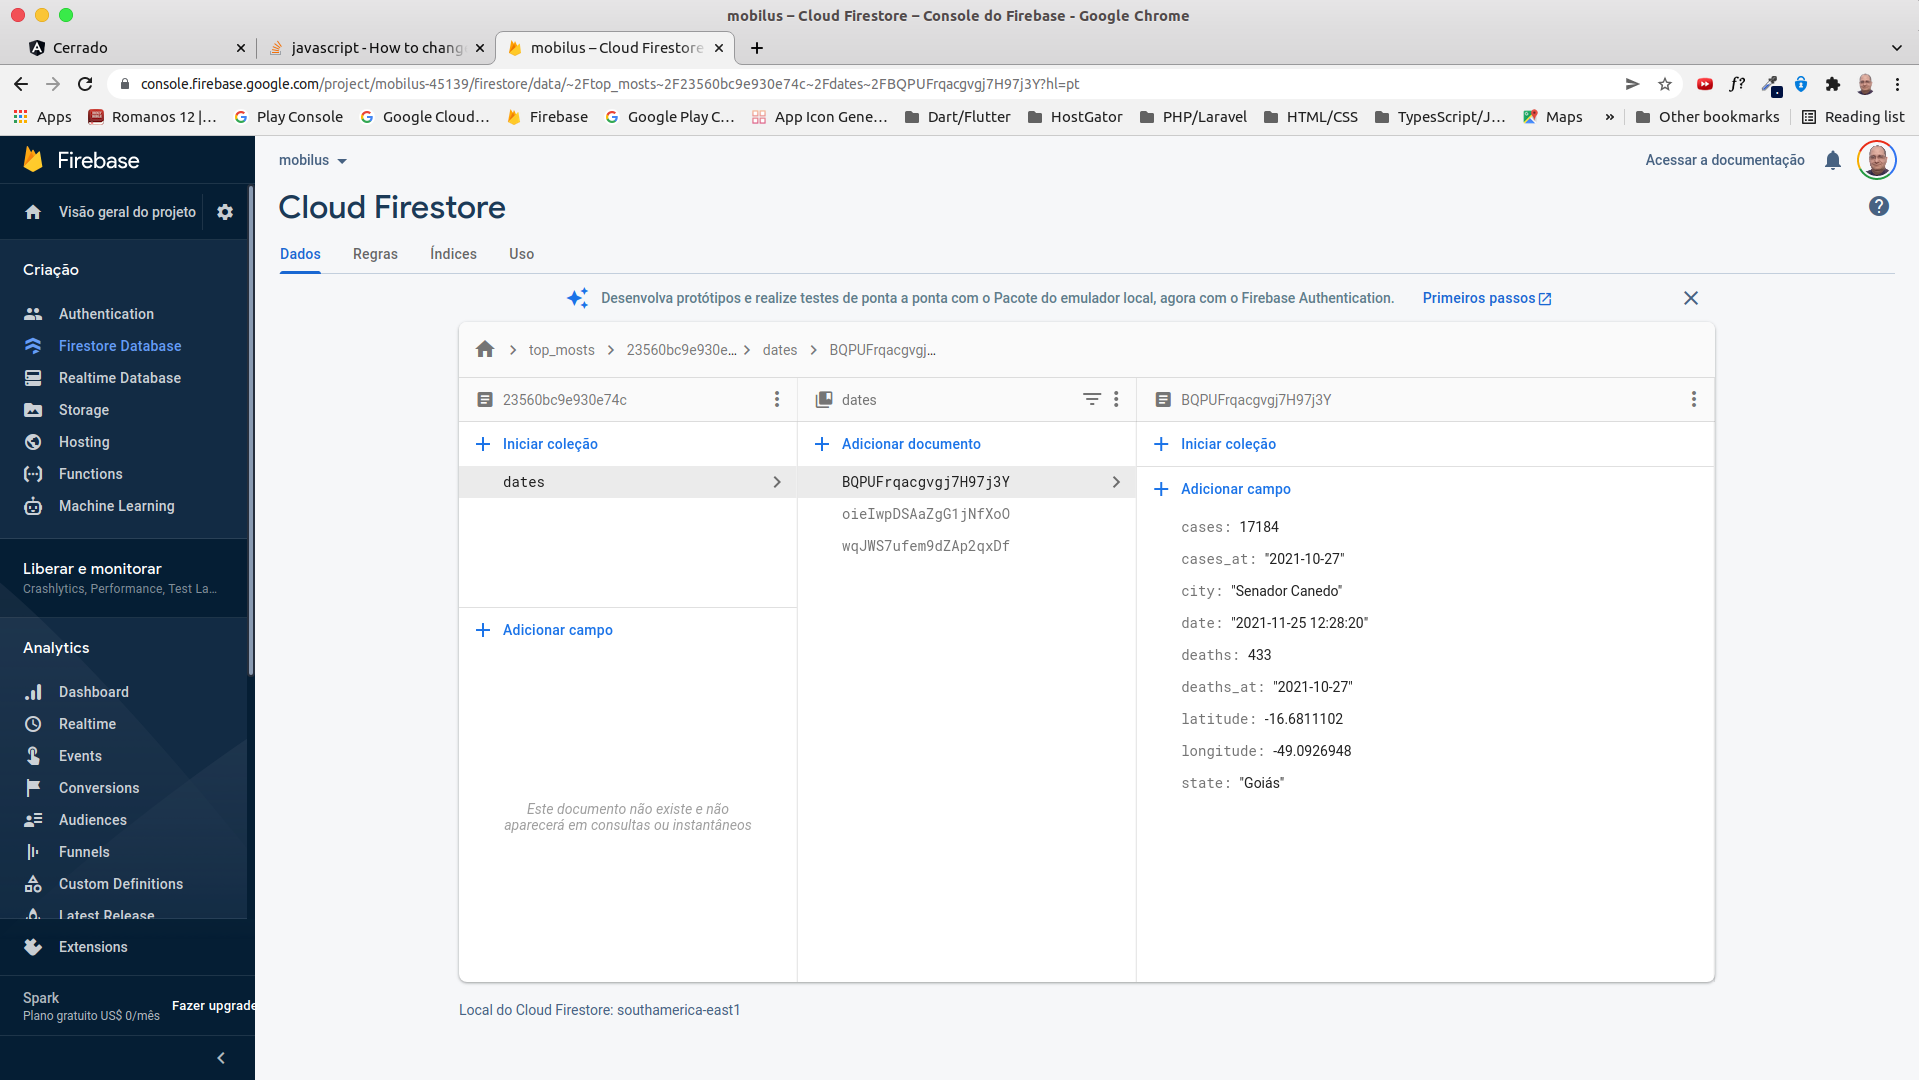 mobilus – Cloud Firestore – Console do Firebase - Google Chrome
Cerrado
javascript - How to chang
mobilus – Cloud Firestore
console.firebase.google.com/project/mobilus-45139/firestore/data/~2Ftop_mosts~2F23560bc9e930e74c~2Fdates~2FBQPUFrqacgvgj7H97j3Y?hl=pt
f?
Apps
Romanos 12 |...
Play Console
Google Cloud...
Firebase
Google Play C...
App Icon Gene...
Dart/Flutter
HostGator
PHP/Laravel
HTML/CSS
TypesScript/J...
Maps
»
Other bookmarks
Reading list
Firebase
Visão geral do projeto
Criação
Authentication
Firestore Database
Realtime Database
Storage
Hosting
Functions
Machine Learning
Liberar e monitorar
Crashlytics, Performance, Test La...
Analytics
Dashboard
Realtime
Events
Conversions
Audiences
Funnels
Custom Definitions
Latest Release
Extensions
Spark
Plano gratuito US$ 0/mês
Fazer upgrade
mobilus
Acessar a documentação
Cloud Firestore
Dados
Regras
Índices
Uso
Desenvolva protótipos e realize testes de ponta a ponta com o Pacote do emulador local, agora com o Firebase Authentication.
Primeiros passos
top_mosts
23560bc9e930e...
dates
BQPUFrqacgvgj...
23560bc9e930e74c
Iniciar coleção
dates
Adicionar campo
Este documento não existe e não
aparecerá em consultas ou instantâneos
dates
Adicionar documento
BQPUFrqacgvgj7H97j3Y
oieIwpDSAaZgG1jNfXoO
wqJWS7ufem9dZAp2qxDf
BQPUFrqacgvgj7H97j3Y
Iniciar coleção
Adicionar campo
cases: 17184
cases_at: "2021-10-27"
city: "Senador Canedo"
date: "2021-11-25 12:28:20"
deaths: 433
deaths_at: "2021-10-27"
latitude: -16.6811102
longitude: -49.0926948
state: "Goiás"
Local do Cloud Firestore: southamerica-east1